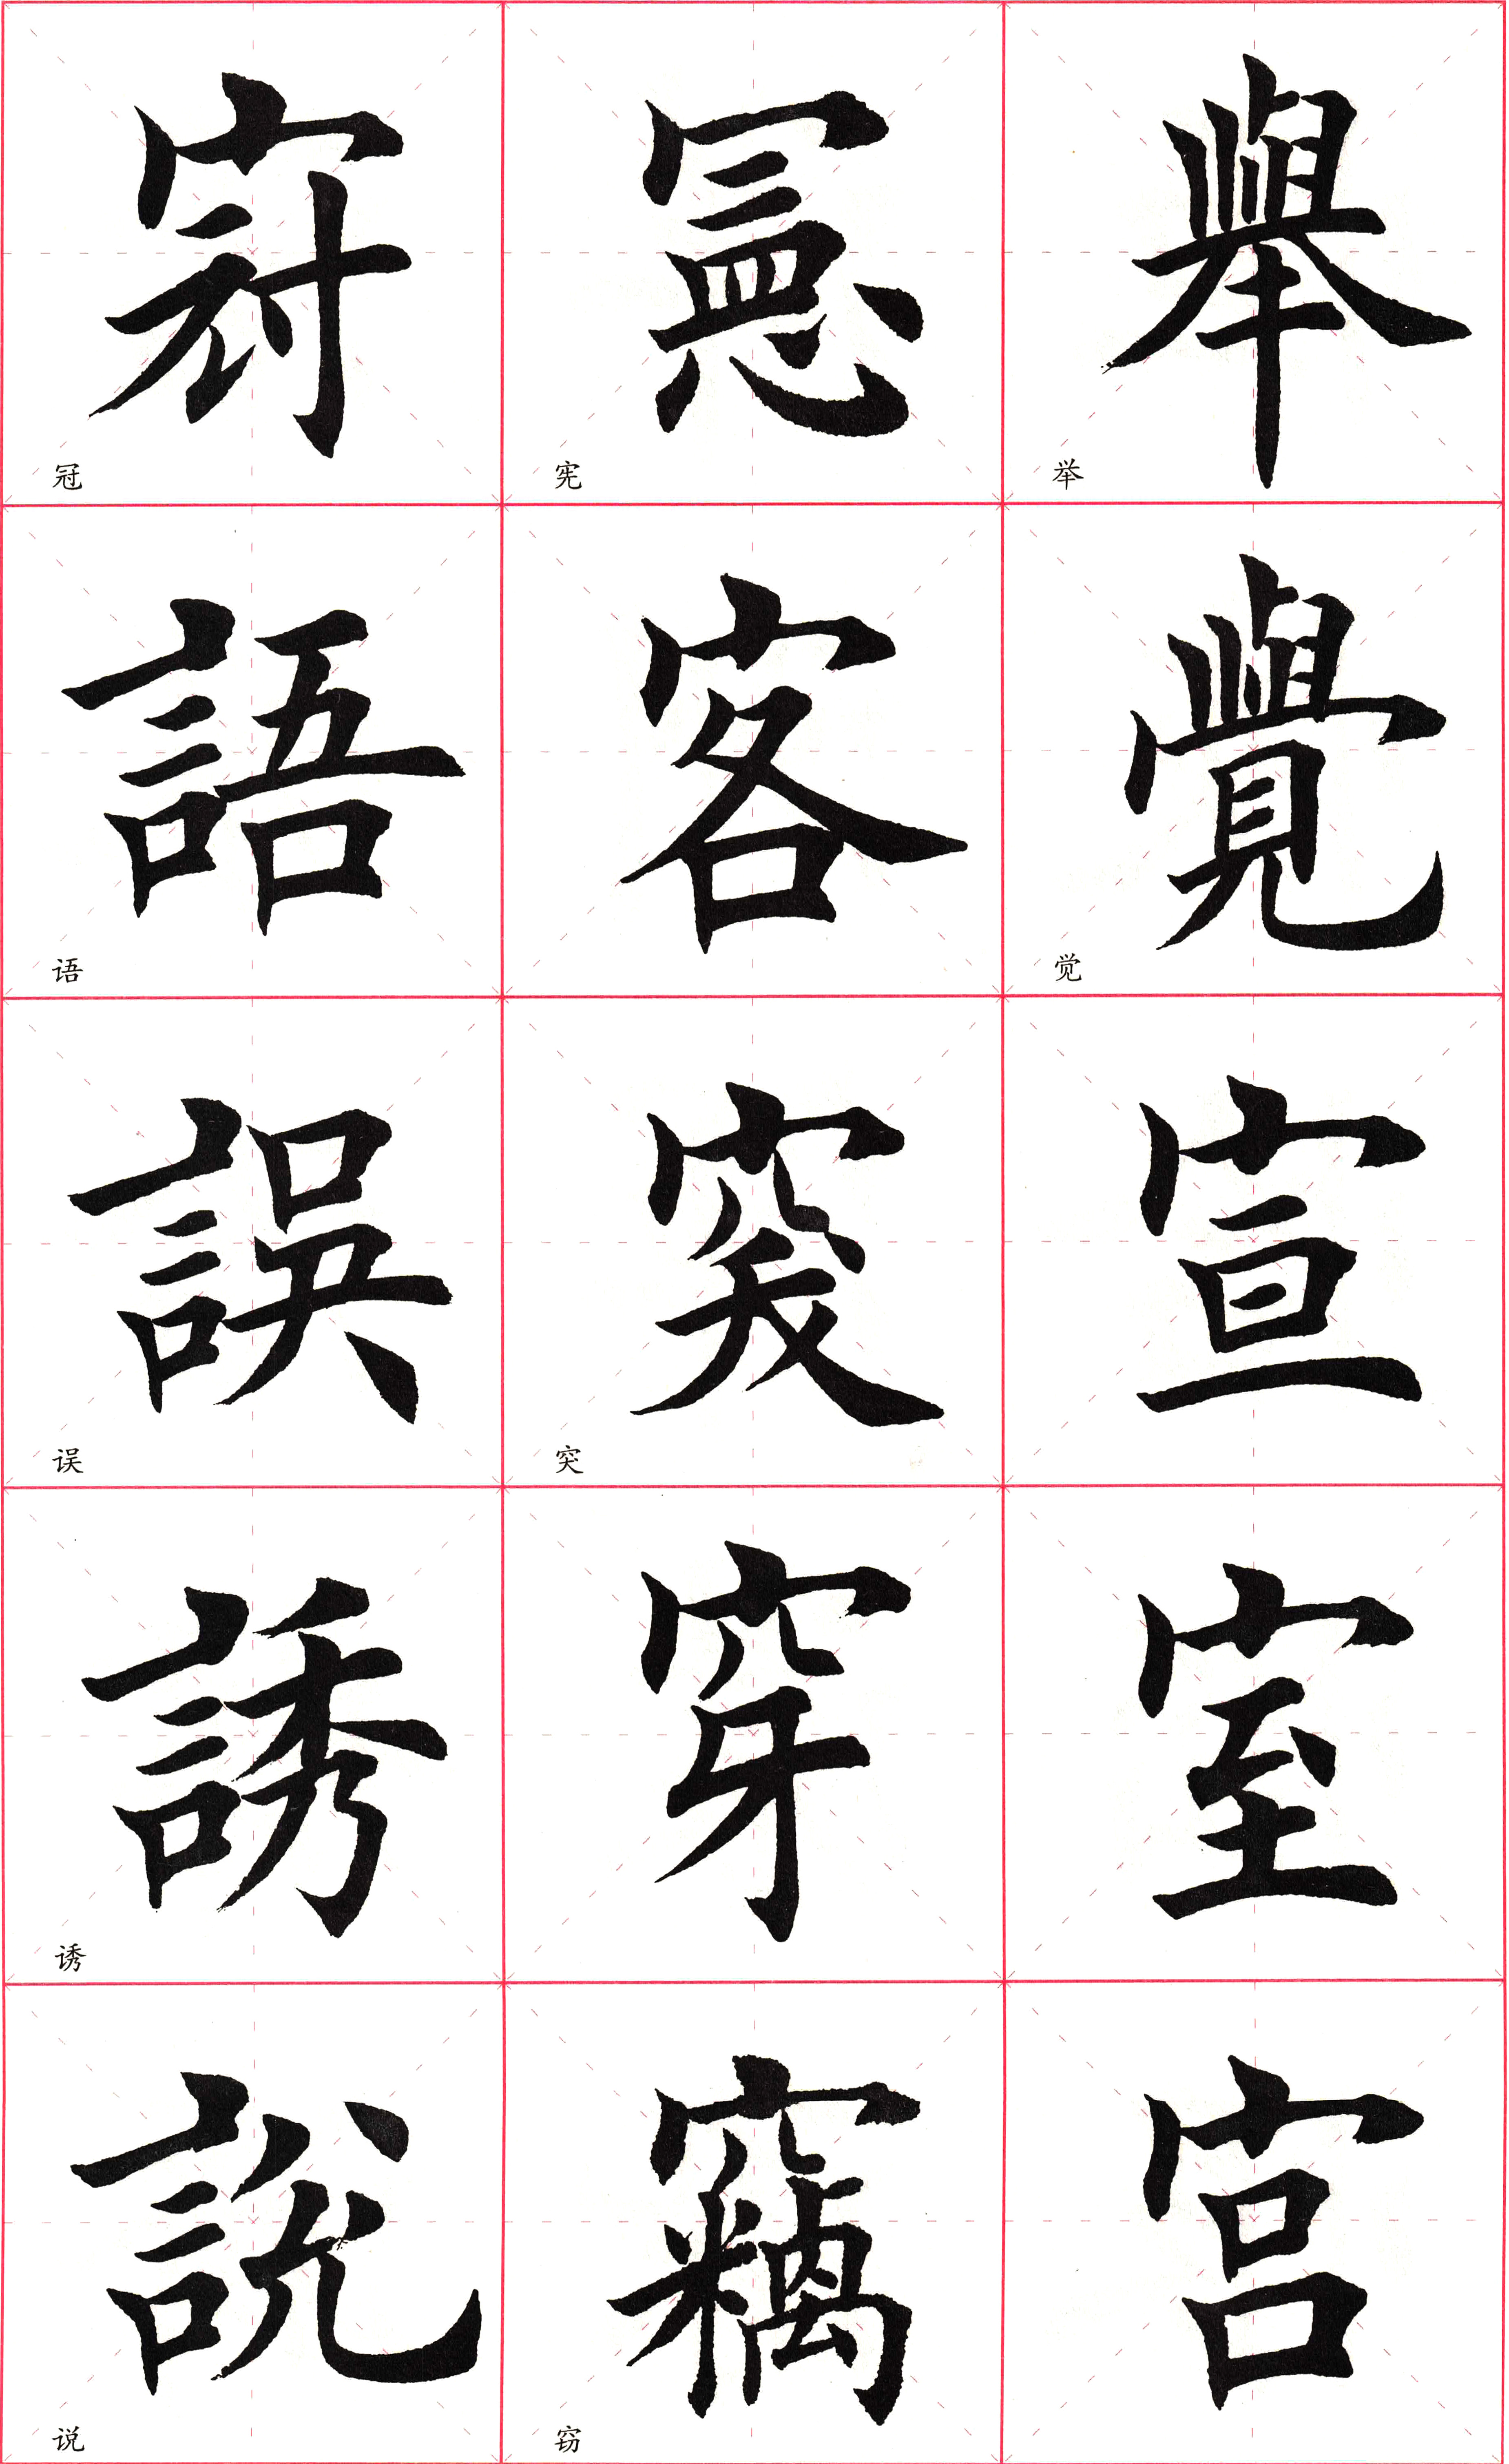 舉 举 覺 觉 宣 室 宫
憲 宪 客 突 突 穿 竊 窃
冠 冠 語 语 誤 误 誘 诱 說 说